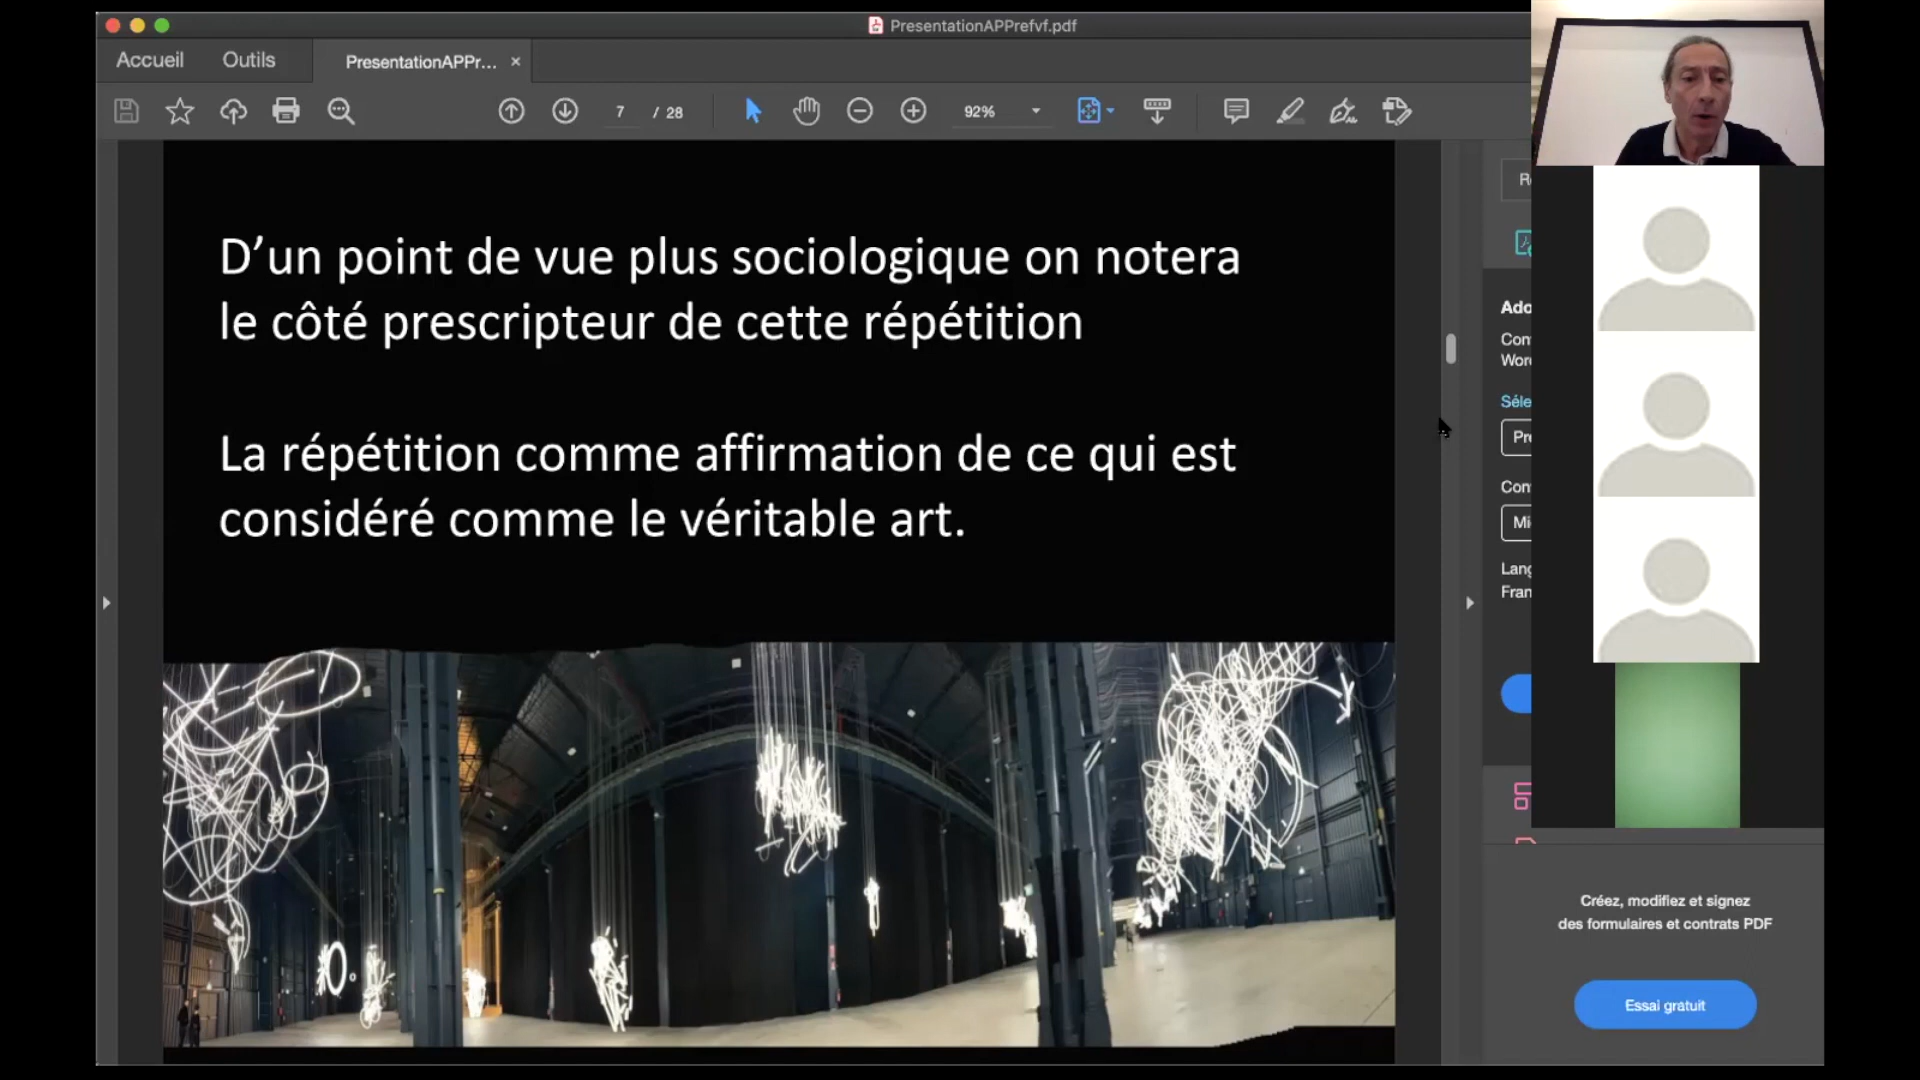 PresentationAPPrefvf.pdf
Accueil
Outils
PresentationAPPr... ×
7 / 28
92%
D’un point de vue plus sociologique on notera
le côté prescripteur de cette répétition
La répétition comme affirmation de ce qui est
considéré comme le véritable art.
Ado
Séle
Créez, modifiez et signez
des formulaires et contrats PDF
Essai gratuit